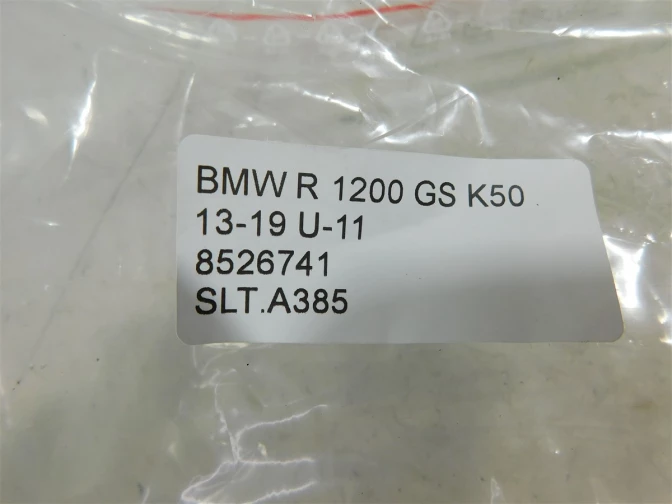 BMW R 1200 GS K50
13-19 U-11
8526741
SLT.A385